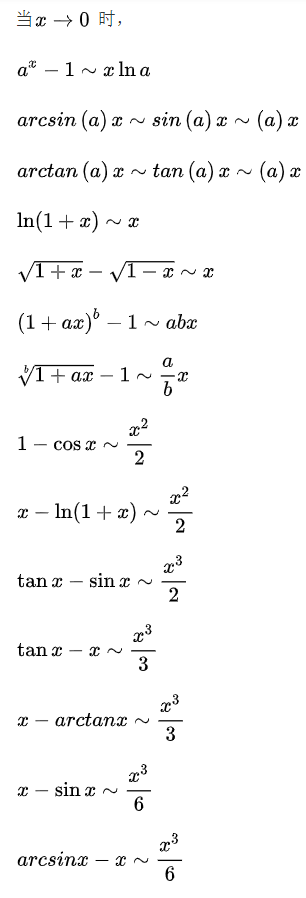 当 x → 0 时，
a^x − 1 ∼ x ln a
arcsin (a) x ∼ sin (a) x ∼ (a) x
arctan (a) x ∼ tan (a) x ∼ (a) x
ln(1 + x) ∼ x
√(1 + x) − √(1 − x) ∼ x
(1 + ax)^b − 1 ∼ abx
ᵇ√(1 + ax) − 1 ∼ a/b x
1 − cos x ∼ x²/2
x − ln(1 + x) ∼ x²/2
tan x − sin x ∼ x³/2
tan x − x ∼ x³/3
x − arctanx ∼ x³/3
x − sin x ∼ x³/6
arcsinx − x ∼ x³/6